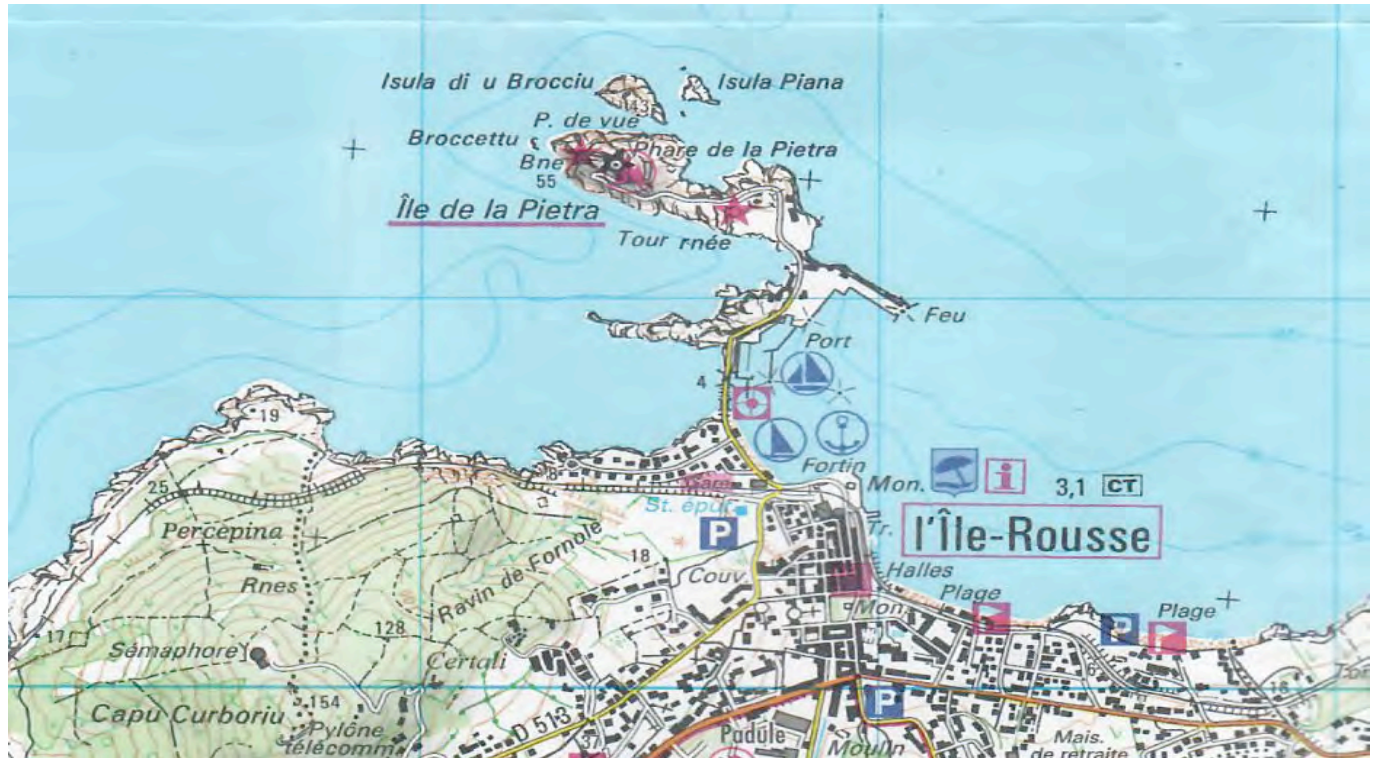 Isula di u Brocciu
Isula Piana
43
P. de vue
Broccettu
Phare de la Pietra
Bne
55
Île de la Pietra
Tour rnée
Feu
Port
4
19
Fortin
Mon.
i
3,1 CT
8
Gare
25
St. épur.
l'Île-Rousse
Percepina
P
Tr.
Ravin de Fornole
18
Couv.
Halles
Rnes
Plage
Plage
Mon.
P
128
17
Sémaphore
Certali
154
18
P
Capu Curboriu
Pylône
télécomm.
D 513
37
Padule
Moulin
Mais.
de retraite